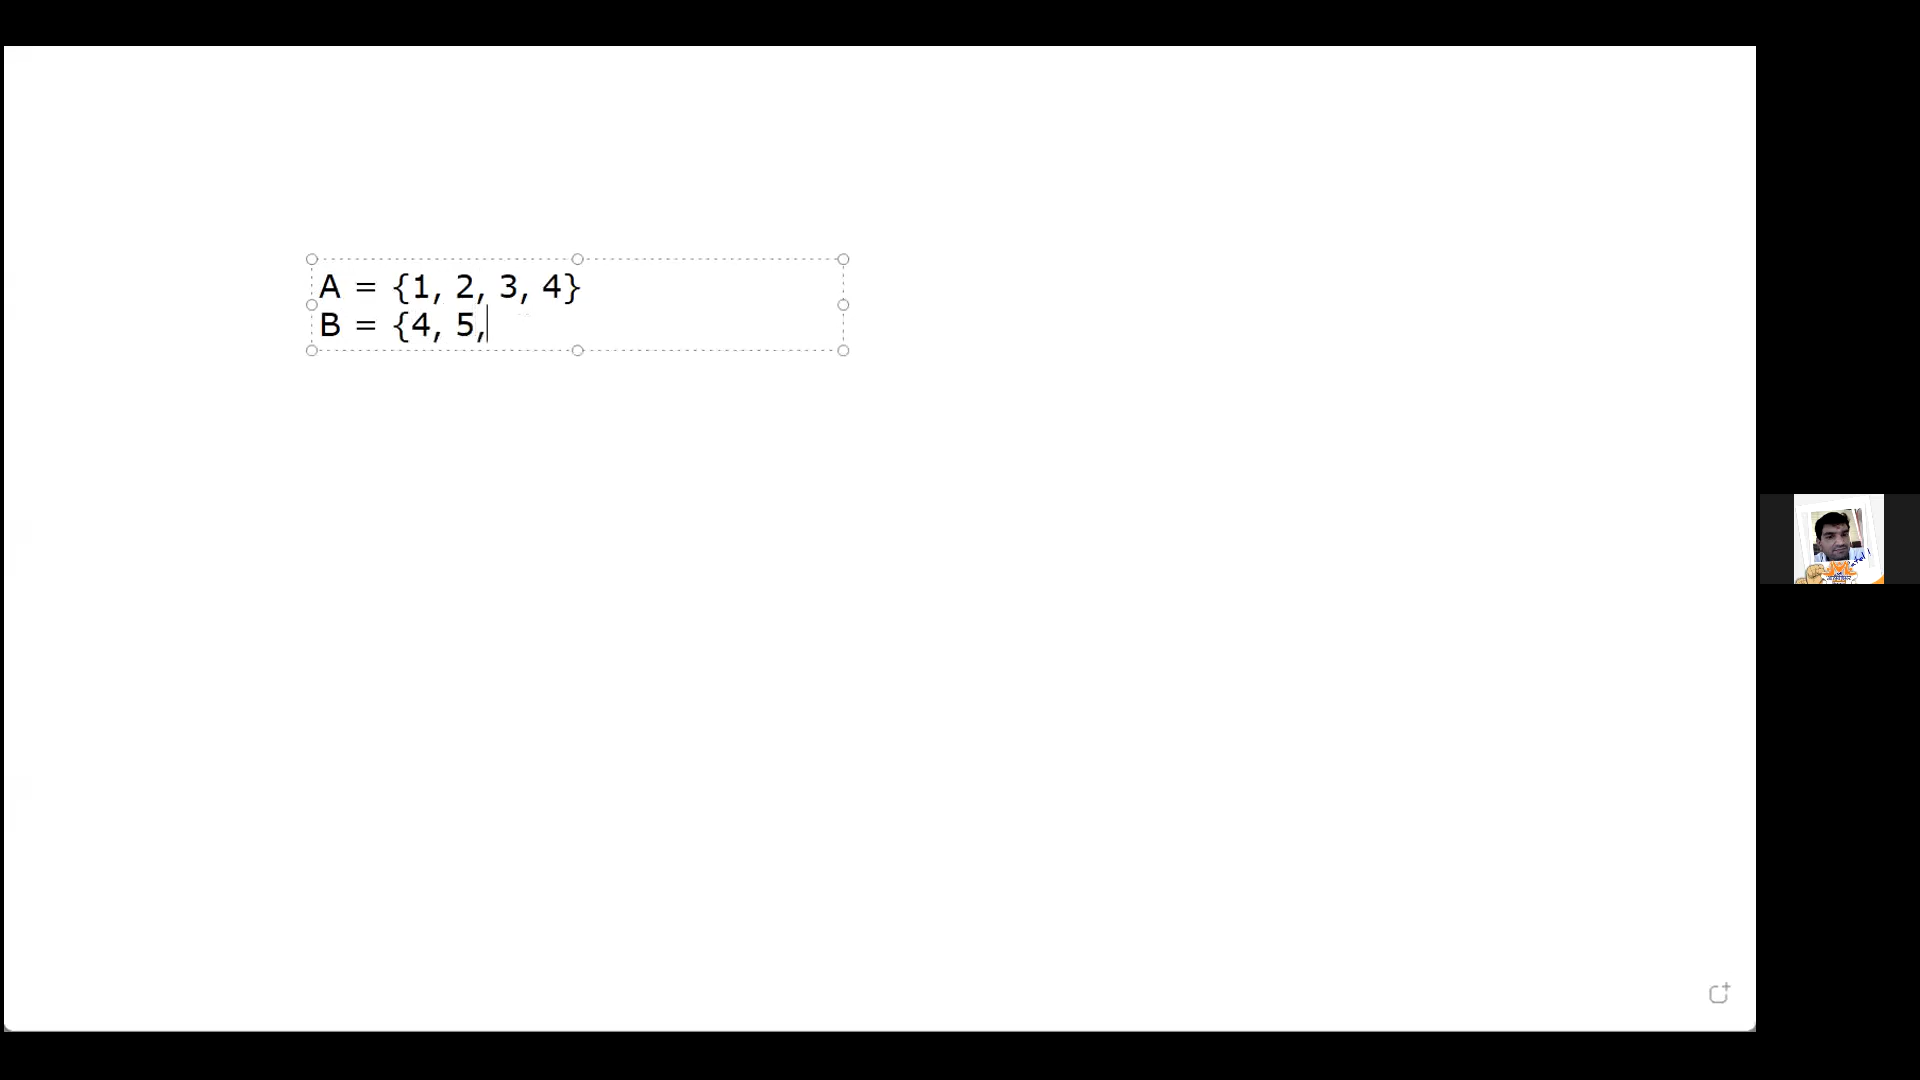 A = {1, 2, 3, 4}
B = {4, 5,